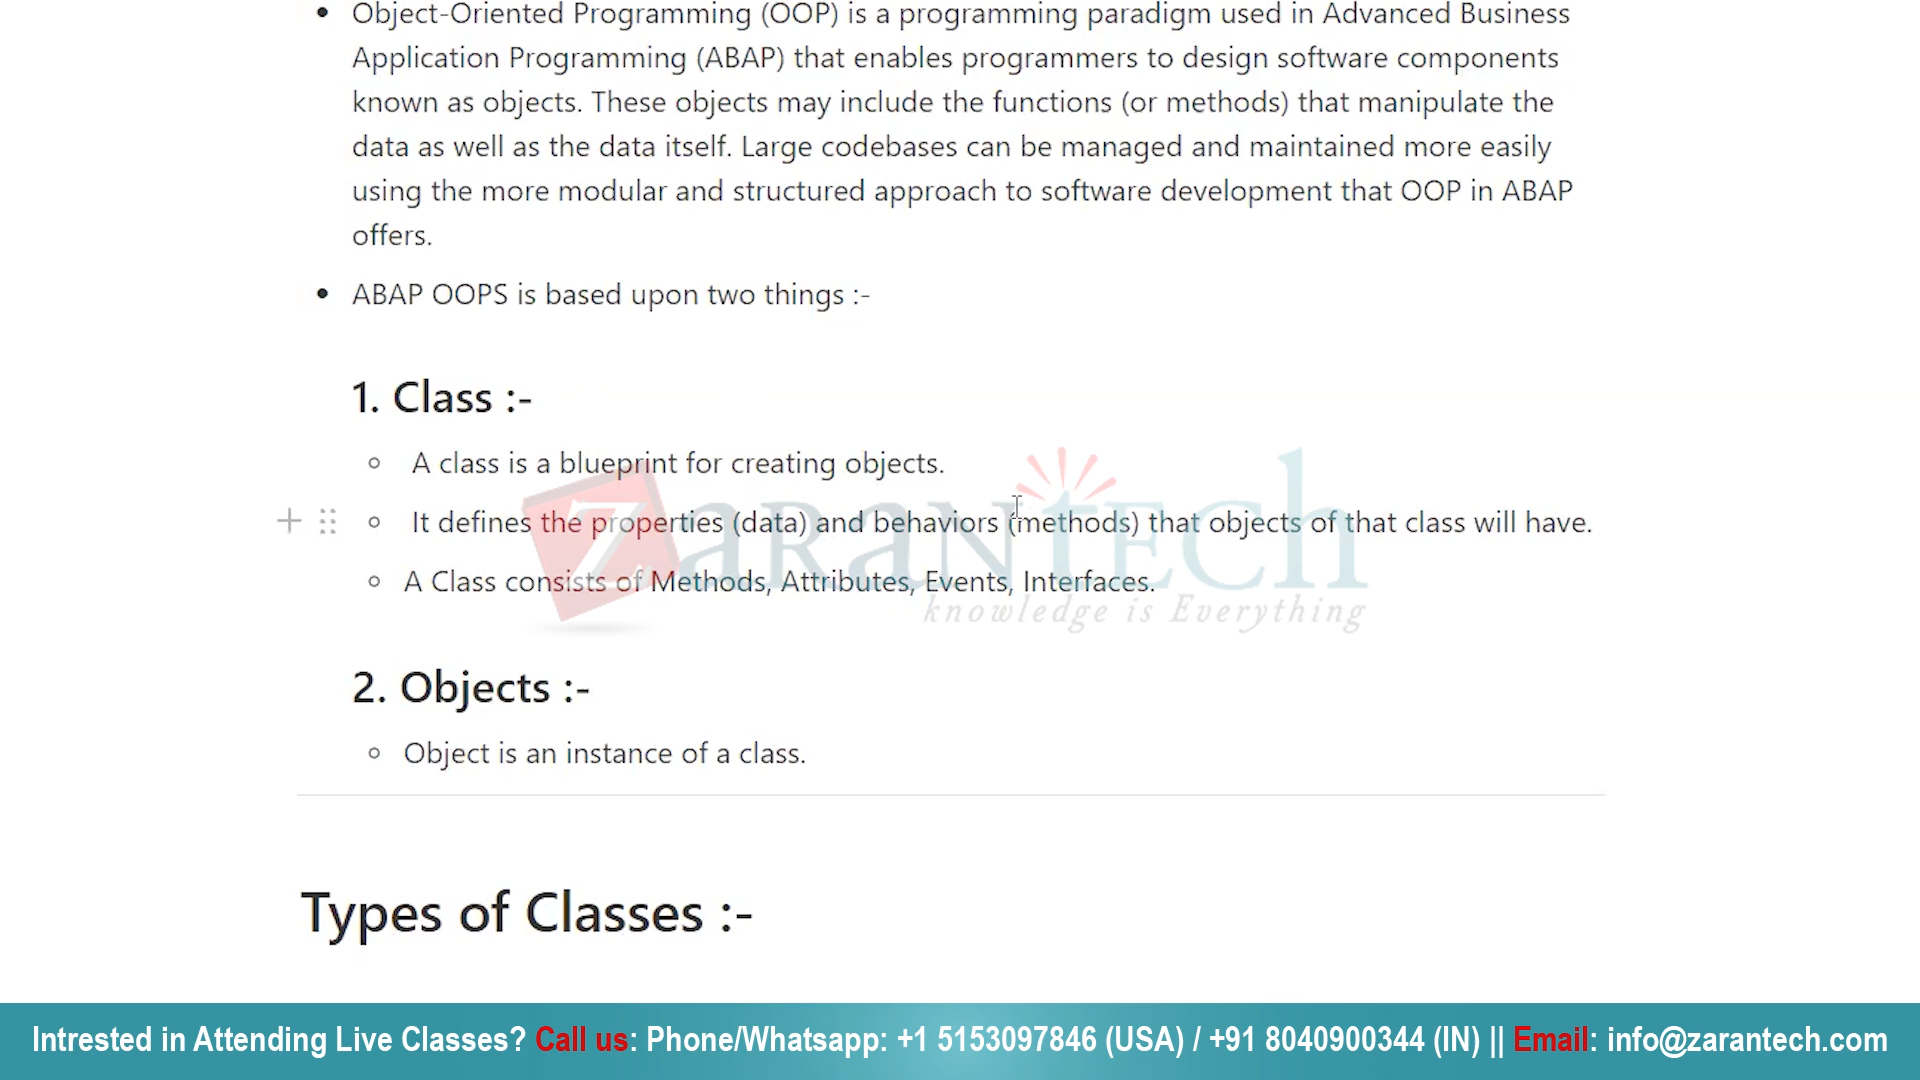 • Object-Oriented Programming (OOP) is a programming paradigm used in Advanced Business
Application Programming (ABAP) that enables programmers to design software components
known as objects. These objects may include the functions (or methods) that manipulate the
data as well as the data itself. Large codebases can be managed and maintained more easily
using the more modular and structured approach to software development that OOP in ABAP
offers.
• ABAP OOPS is based upon two things :-
1. Class :-
○ A class is a blueprint for creating objects.
○ It defines the properties (data) and behaviors (methods) that objects of that class will have.
○ A Class consists of Methods, Attributes, Events, Interfaces.
ZaranTech
knowledge is Everything
2. Objects :-
○ Object is an instance of a class.
Types of Classes :-
Intrested in Attending Live Classes? Call us: Phone/Whatsapp: +1 5153097846 (USA) / +91 8040900344 (IN) || Email: info@zarantech.com